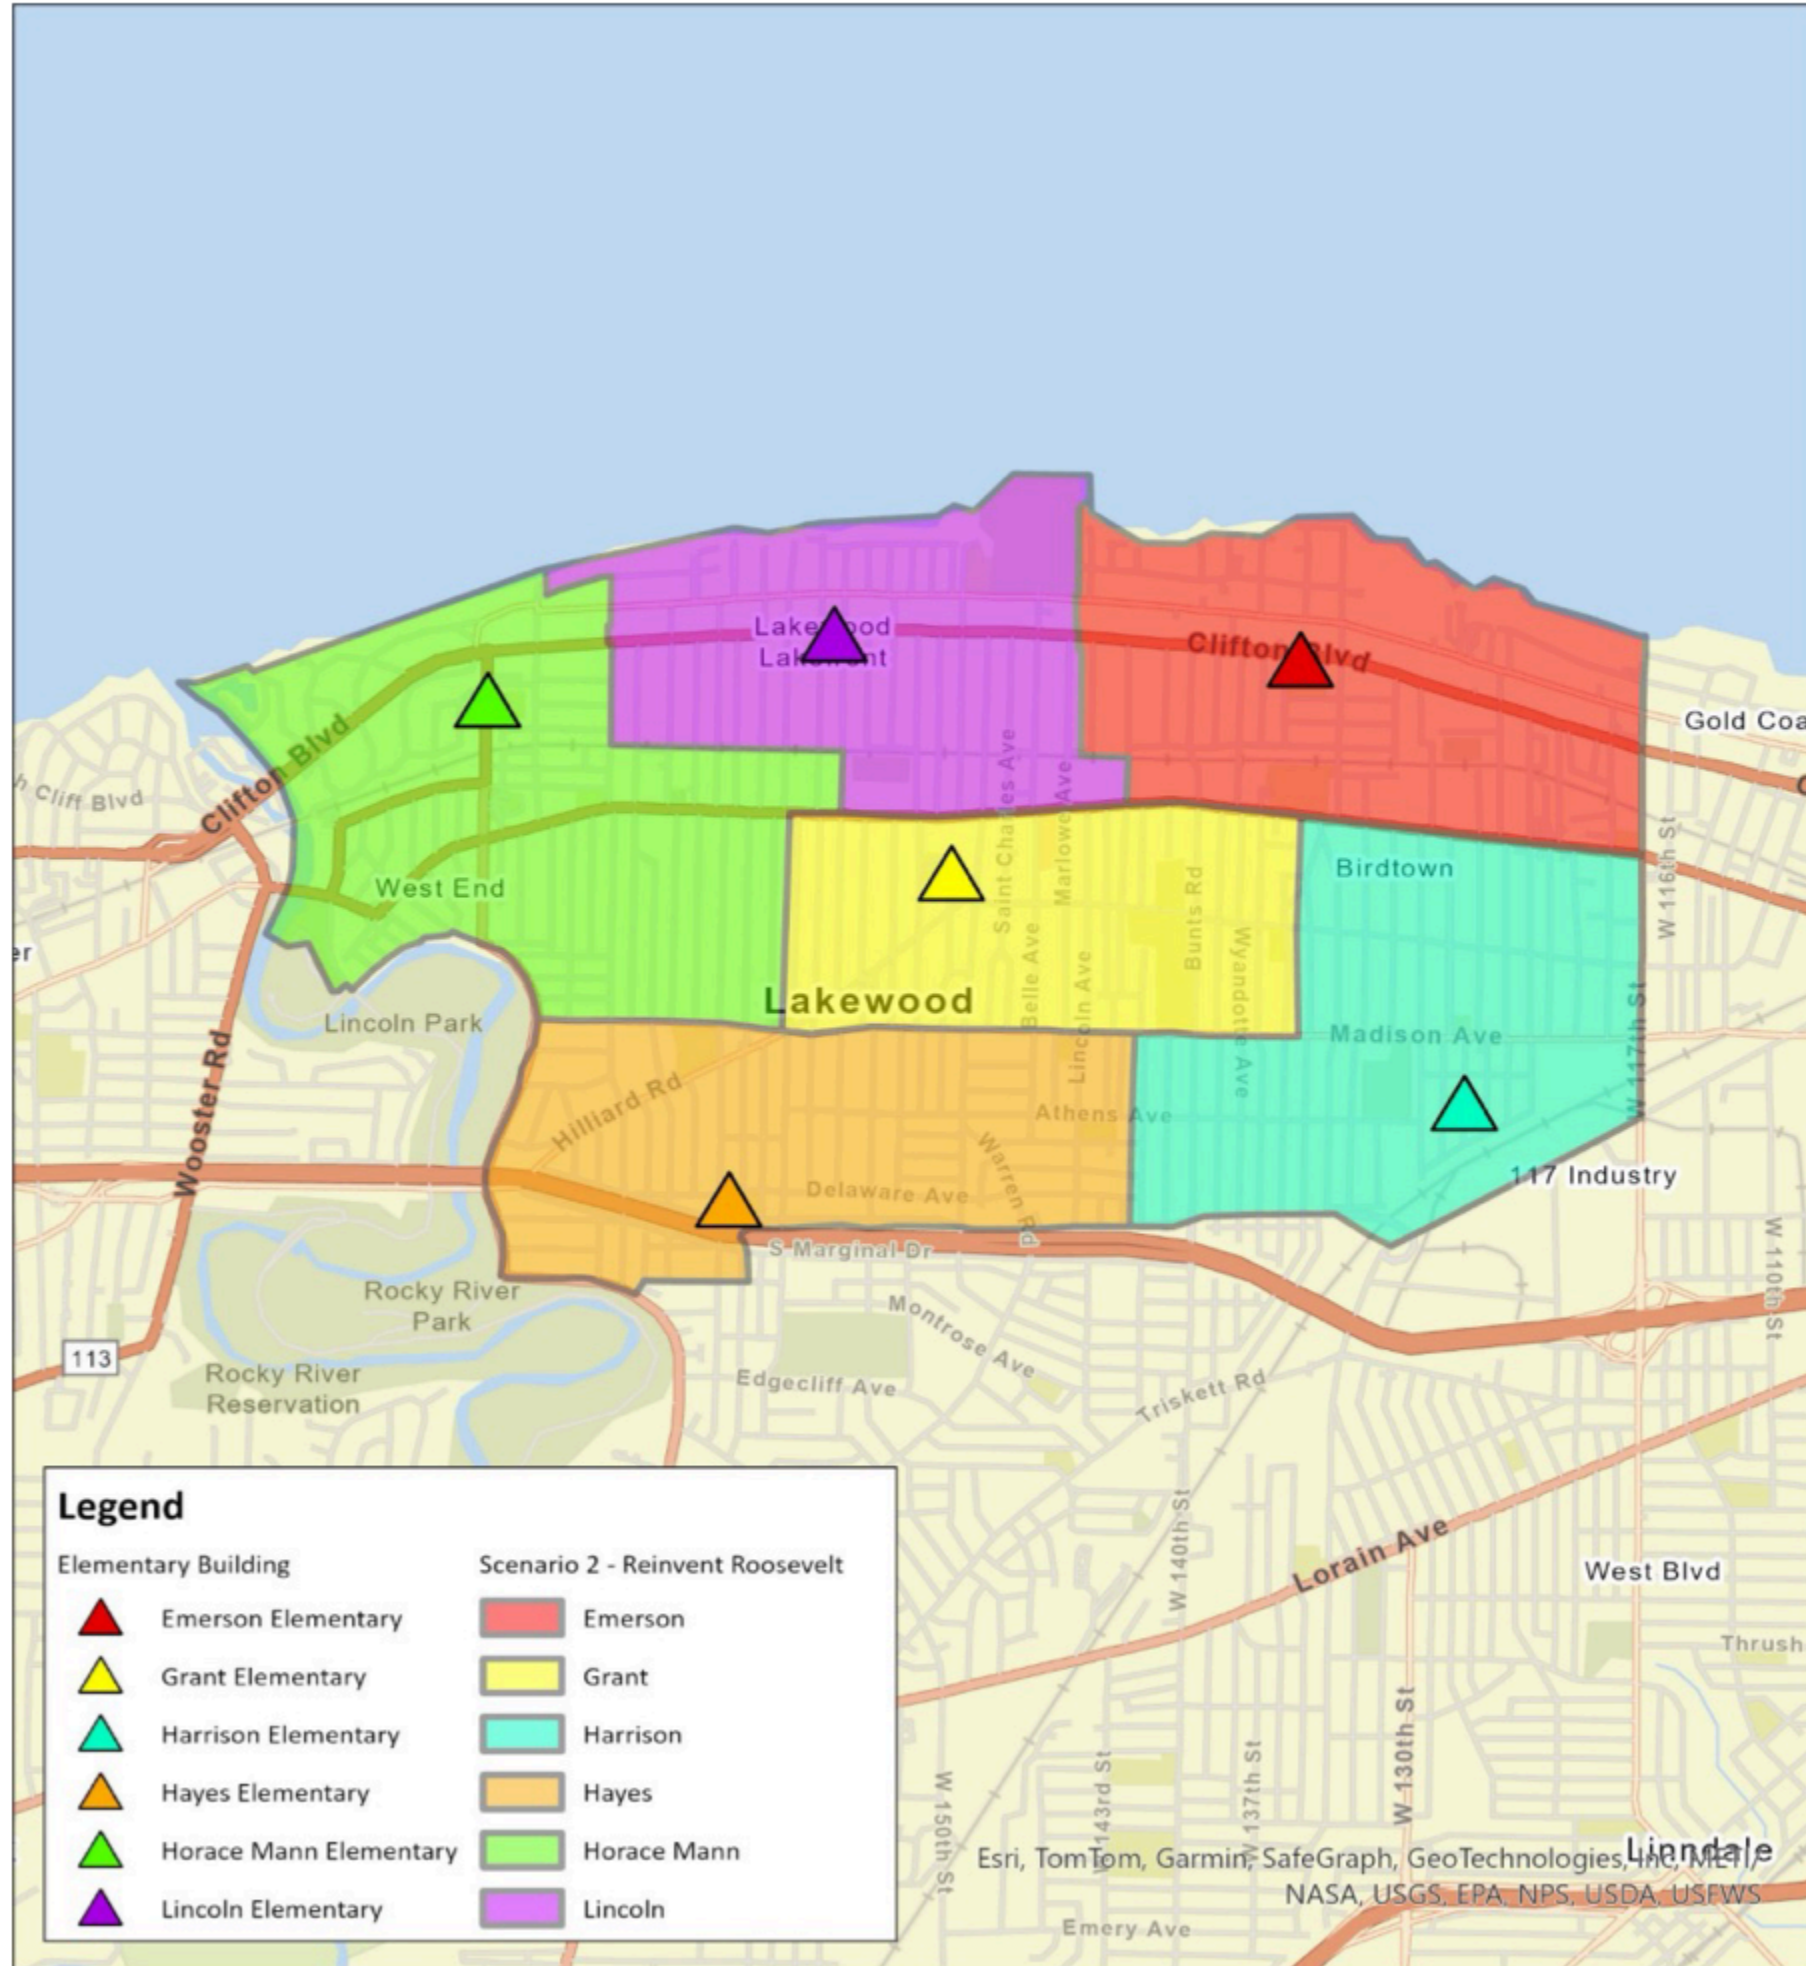 Lakewood
Lakefront
Clifton Blvd
Gold Coa
h Cliff Blvd
Clifton Blvd
Saint Charles Ave
Marlowe Ave
W 116th St
Birdtown
West End
Bunts Rd
er
Wyandotte Ave
Belle Ave
Lincoln Ave
Lakewood
Lincoln Park
Madison Ave
W 117th St
Wooster Rd
Hilliard Rd
Athens Ave
Warren Rd
117 Industry
Delaware Ave
S Marginal Dr
W 110th St
Rocky River
Park
Montrose Ave
113
Rocky River
Reservation
Edgecliff Ave
Triskett Rd
W 140th St
Lorain Ave
West Blvd
Thrush
W 130th St
W 143rd St
W 137th St
W 150th St
Linndale
Emery Ave
Legend
Elementary Building
Emerson Elementary
Grant Elementary
Harrison Elementary
Hayes Elementary
Horace Mann Elementary
Lincoln Elementary
Scenario 2 - Reinvent Roosevelt
Emerson
Grant
Harrison
Hayes
Horace Mann
Lincoln
Esri, TomTom, Garmin, SafeGraph, GeoTechnologies, Inc, METI/
NASA, USGS, EPA, NPS, USDA, USFWS